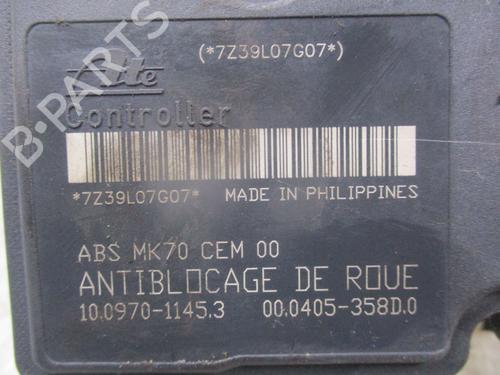 (*7Z39L07G07*)
Ate
Controller
*7Z39L07G07* MADE IN PHILIPPINES
ABS MK70 CEM 00
ANTIBLOCAGE DE ROUE
10.0970-1145.3 00.0405-358D.0
B-PARTS